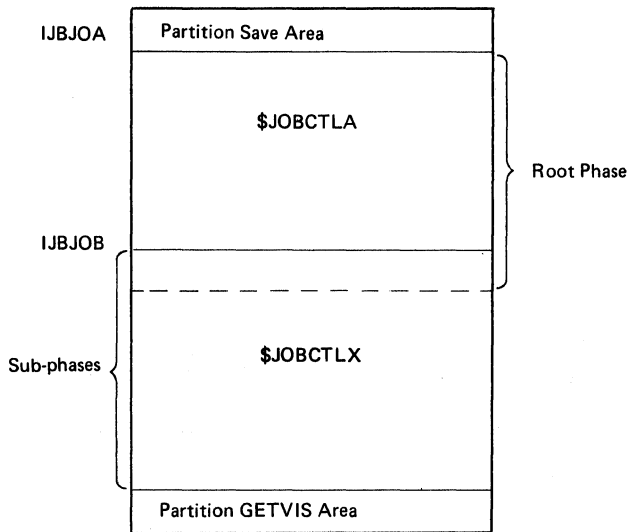 IJBJOA
Partition Save Area
$JOBCTLA
Root Phase
IJBJOB
Sub-phases
$JOBCTLX
Partition GETVIS Area